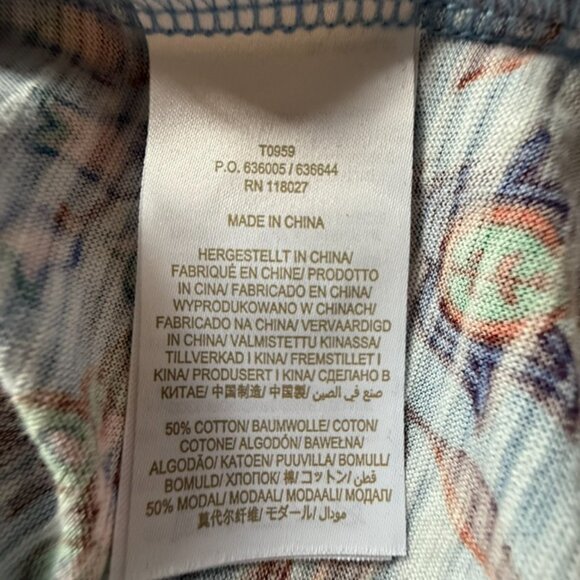 T0959
P.O. 636005 / 636644
RN 118027
MADE IN CHINA
HERGESTELLT IN CHINA/
FABRIQUÉ EN CHINE/ PRODOTTO
IN CINA/ FABRICADO EN CHINA/
WYPRODUKOWANO W CHINACH/
FABRICADO NA CHINA/ VERVAARDIGD
IN CHINA/ VALMISTETTU KIINASSA/
TILLVERKAD I KINA/ FREMSTILLET I
KINA/ PRODUSERT I KINA/ СДЕЛАНО В
КИТАЕ/ 中国制造/ 中国製/ صنع في الصين
50% COTTON/ BAUMWOLLE/ COTON/
COTONE/ ALGODÓN/ BAWEŁNA/
ALGODÃO/ KATOEN/ PUUVILLA/ BOMULL/
BOMULD/ ХЛОПОК/ 棉/ コットン/ قطن/
50% MODAL/ MODAAL/ MODAALI/ МОДАЛ/
莫代尔纤维/ モダール/ مودال